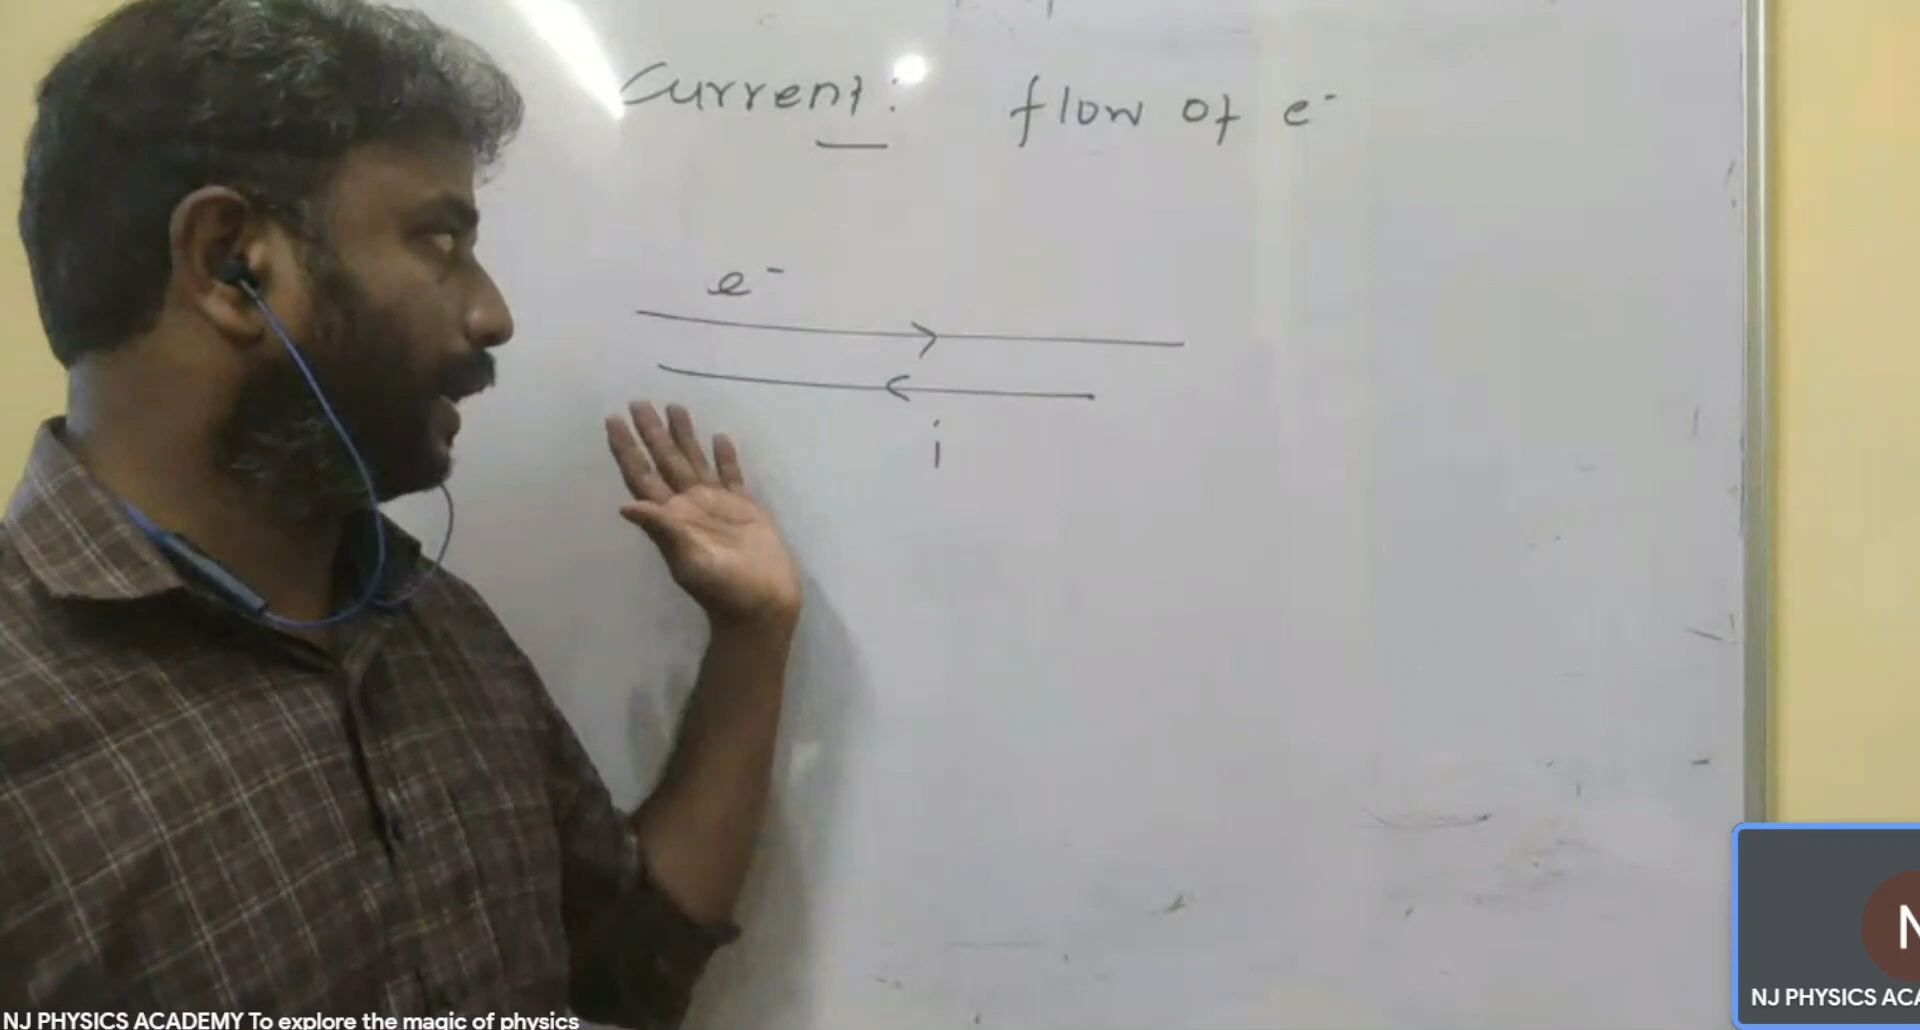 Current: flow of e⁻
e⁻
i
N
NJ PHYSICS ACA
NJ PHYSICS ACADEMY To explore the magic of physics